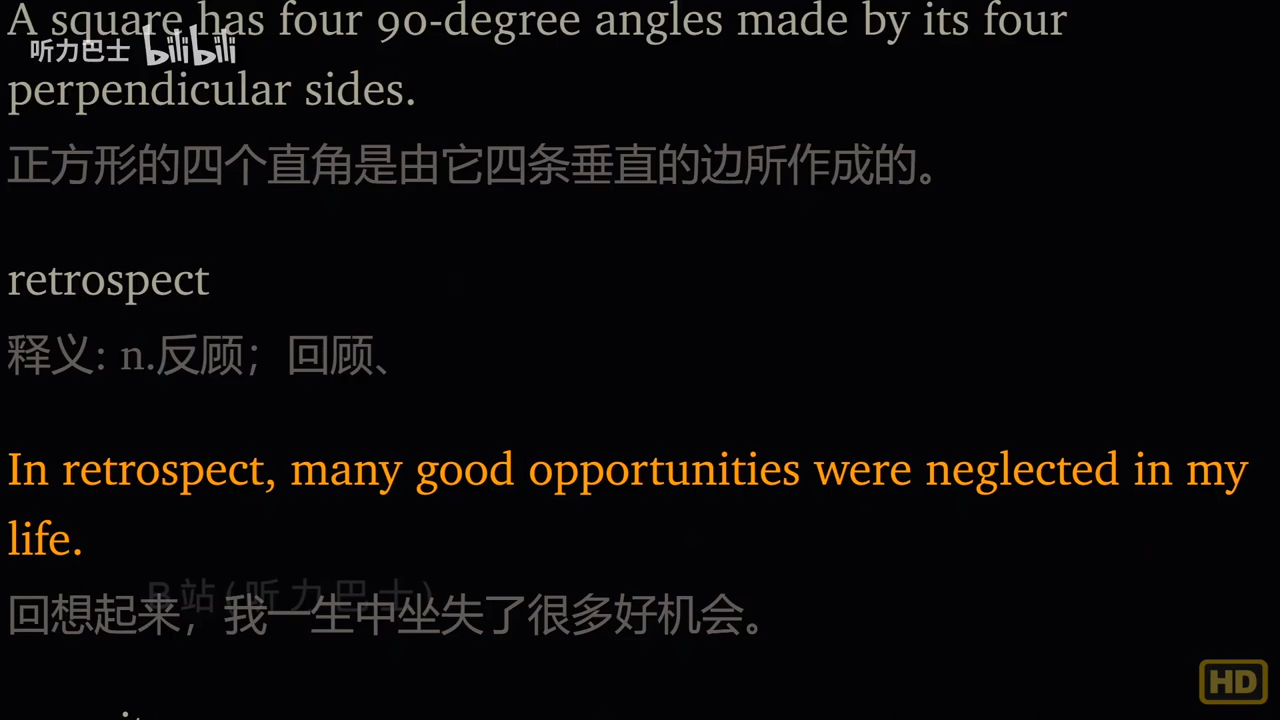 A square has four 90-degree angles made by its four
听力巴士 bilibili
perpendicular sides.
正方形的四个直角是由它四条垂直的边所作成的。
retrospect
释义: n.反顾；回顾、
In retrospect, many good opportunities were neglected in my
life.
B站(听力巴士)
回想起来，我一生中坐失了很多好机会。
HD